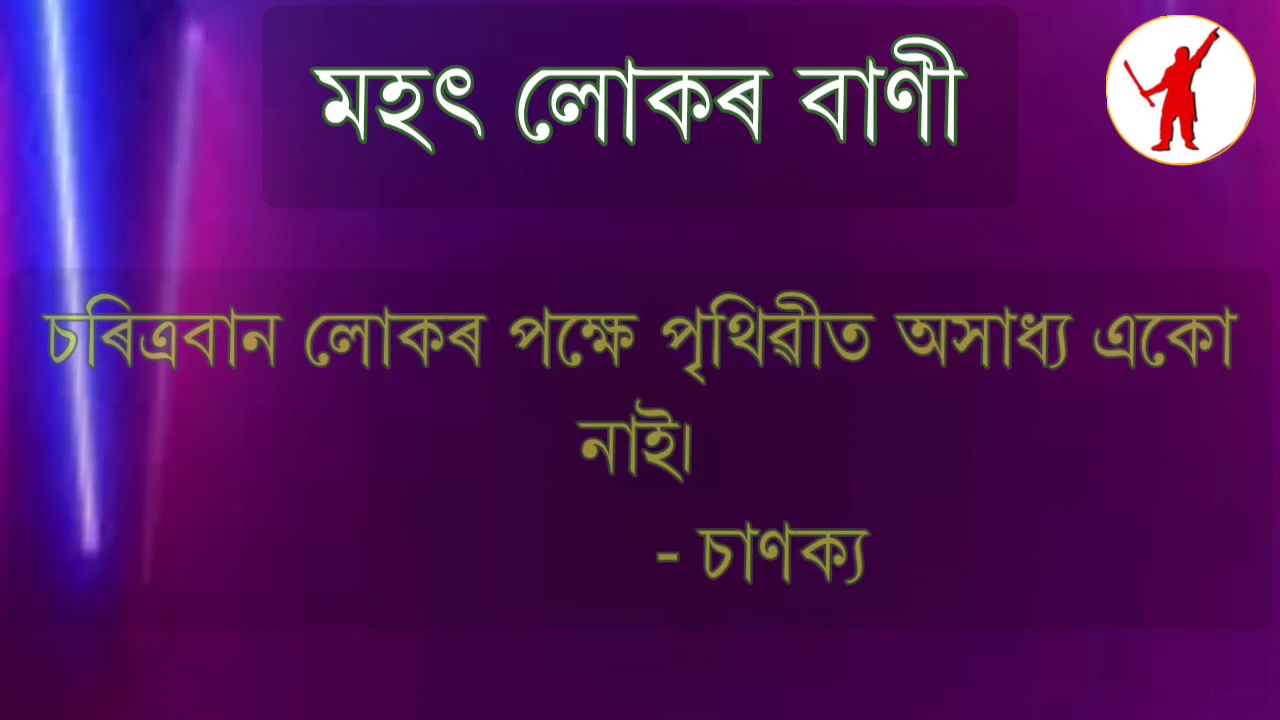 মহৎ লোকৰ বাণী
চৰিত্ৰবান লোকৰ পক্ষে পৃথিৱীত অসাধ্য একো
নাই।
- চাণক্য